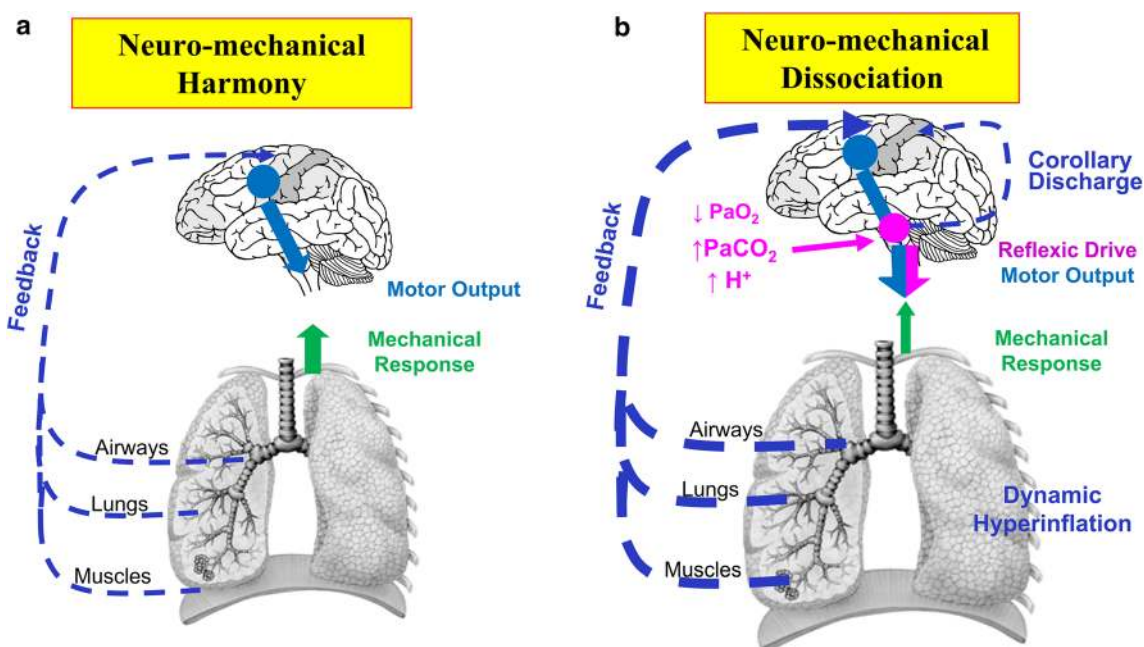 a
Neuro-mechanical
Harmony
Feedback
Motor Output
Mechanical
Response
Airways
Lungs
Muscles
b
Neuro-mechanical
Dissociation
Corollary
Discharge
↓ PaO₂
↑PaCO₂
↑ H⁺
Reflexic Drive
Motor Output
Feedback
Mechanical
Response
Airways
Lungs
Muscles
Dynamic
Hyperinflation